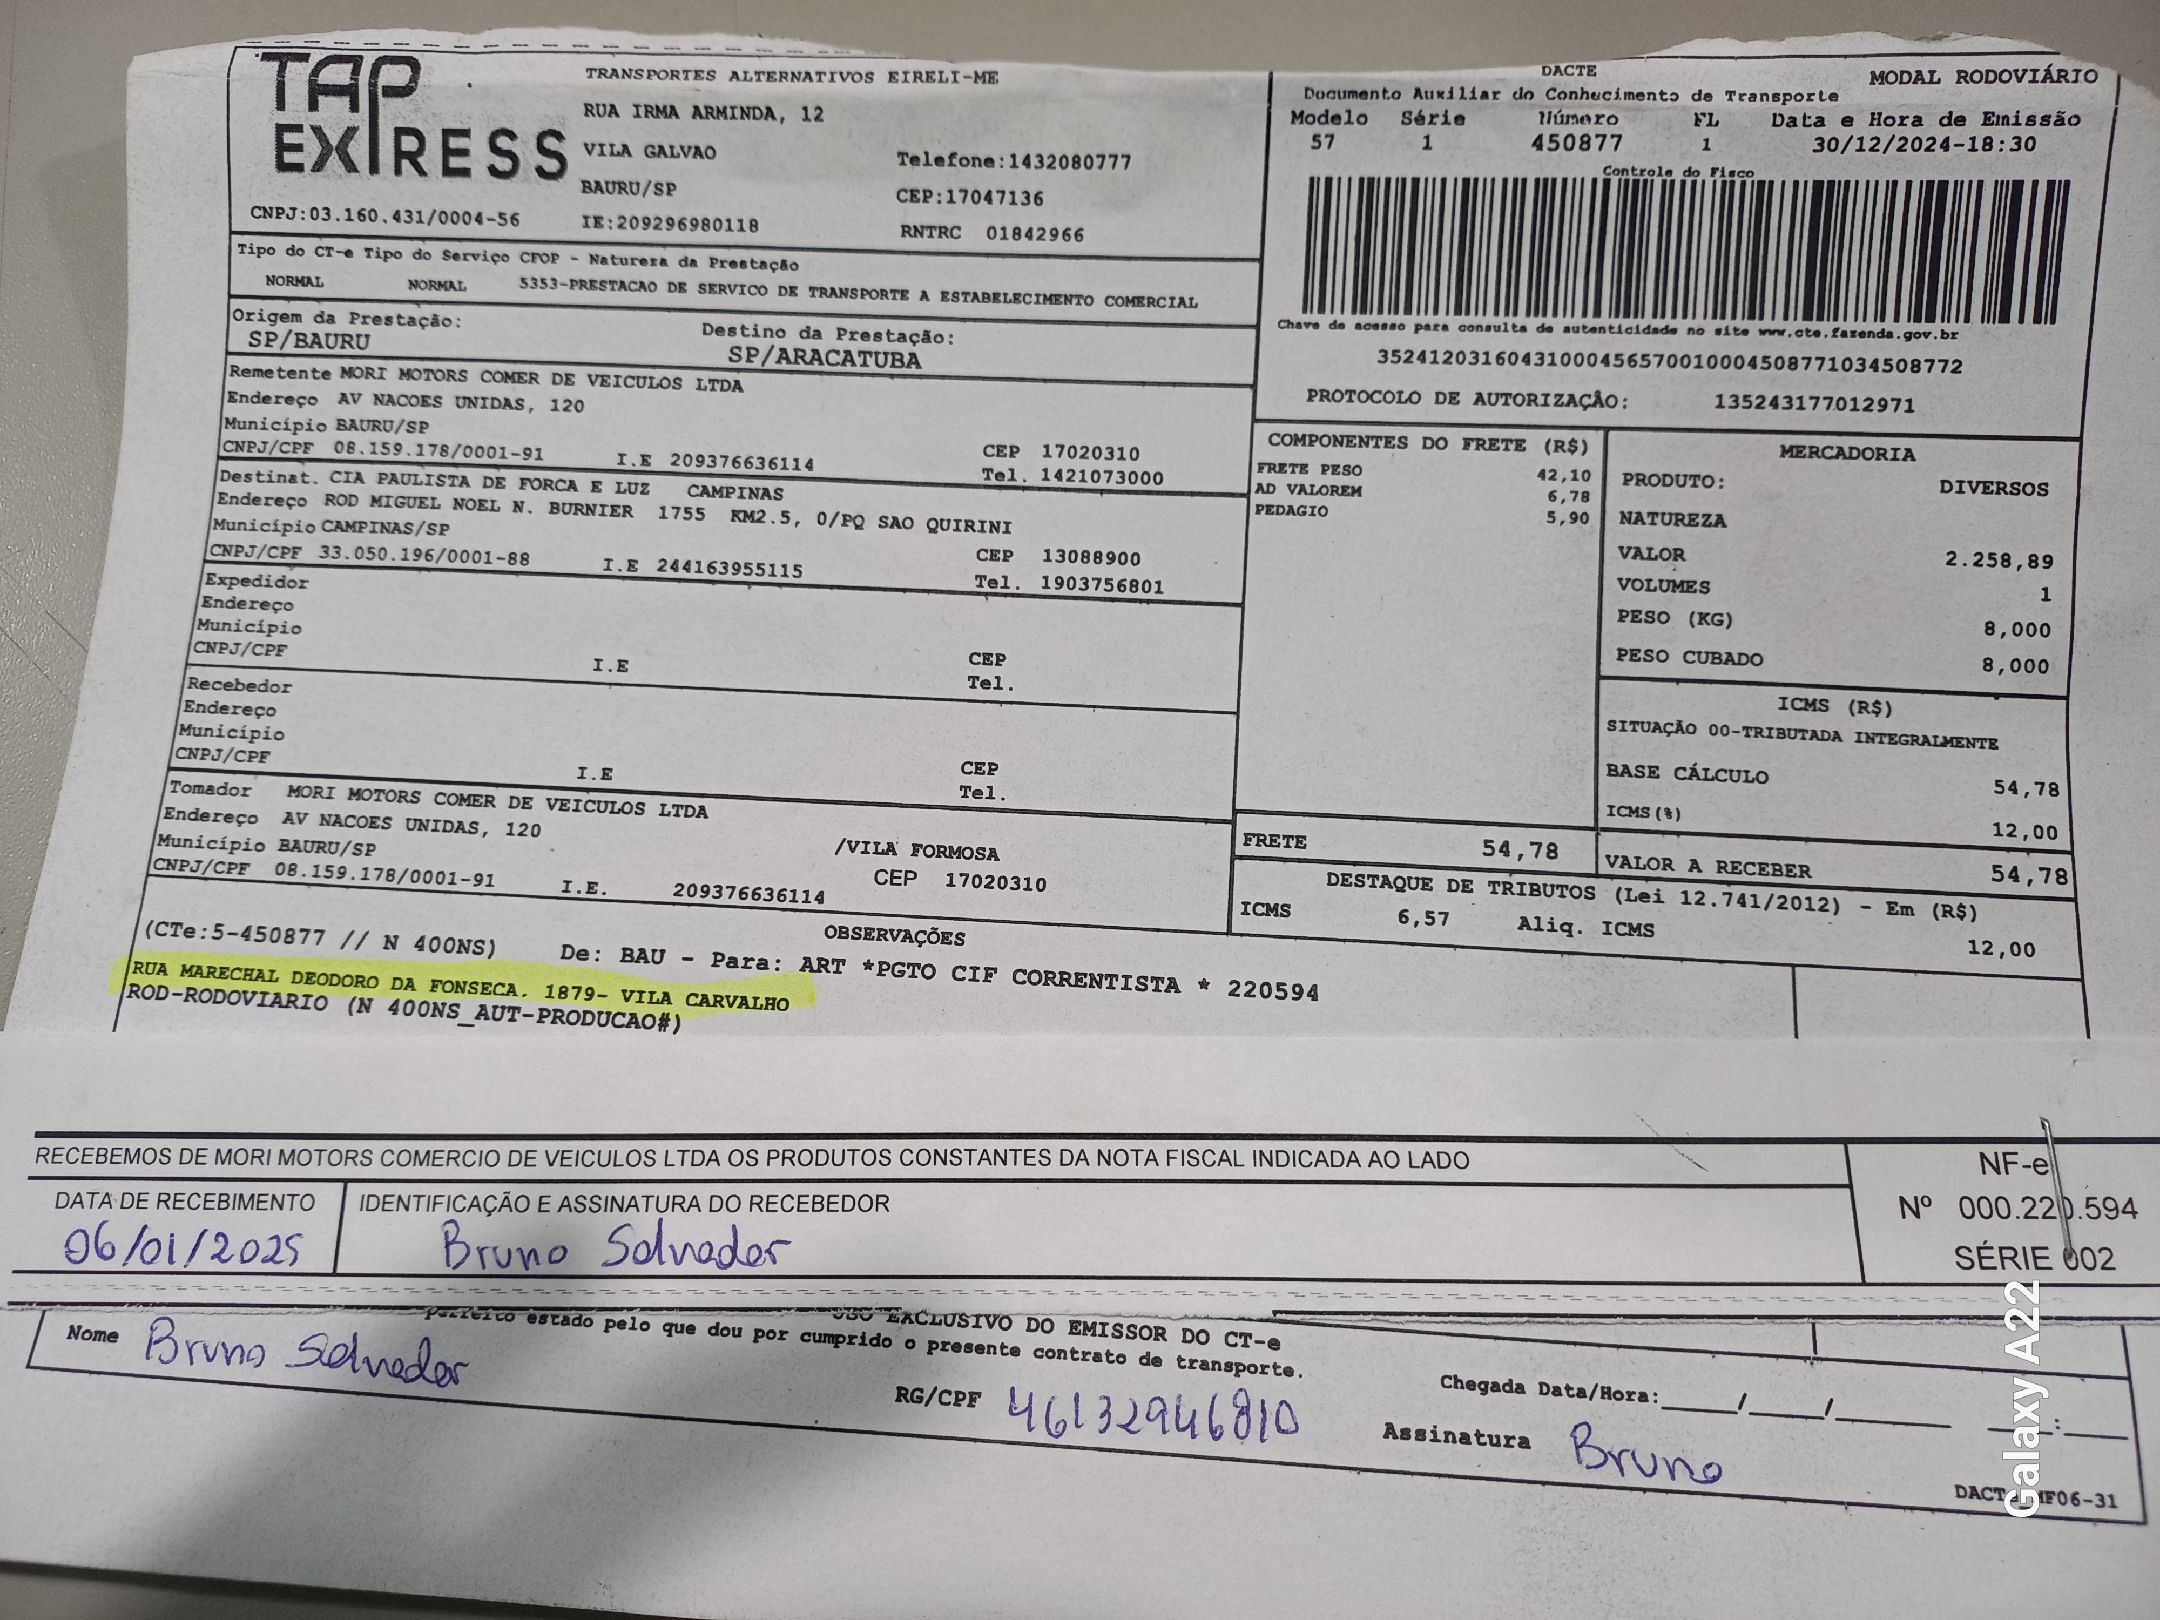 TAP EXPRESS
TRANSPORTES ALTERNATIVOS EIRELI-ME
RUA IRMA ARMINDA, 12
VILA GALVAO Telefone:1432080777
BAURU/SP CEP:17047136
CNPJ:03.160.431/0004-56 IE:209296980118 RNTRC 01842966
DACTE MODAL RODOVIÁRIO
Documento Auxiliar do Conhecimento de Transporte
Modelo Série Número FL Data e Hora de Emissão
57 1 450877 1 30/12/2024-18:30
Controle do Fisco
Chave de acesso para consulta de autenticidade no site www.cte.fazenda.gov.br
35241203160431000456570010004508771034508772
PROTOCOLO DE AUTORIZAÇÃO: 135243177012971
Tipo do CT-e Tipo do Serviço CFOP - Natureza da Prestação
NORMAL NORMAL 5353-PRESTACAO DE SERVICO DE TRANSPORTE A ESTABELECIMENTO COMERCIAL
Origem da Prestação: Destino da Prestação:
SP/BAURU SP/ARACATUBA
Remetente MORI MOTORS COMER DE VEICULOS LTDA
Endereço AV NACOES UNIDAS, 120
Município BAURU/SP CEP 17020310
CNPJ/CPF 08.159.178/0001-91 I.E 209376636114 Tel. 1421073000
Destinat. CIA PAULISTA DE FORCA E LUZ CAMPINAS
Endereço ROD MIGUEL NOEL N. BURNIER 1755 KM2.5, 0/PQ SAO QUIRINI
Município CAMPINAS/SP CEP 13088900
CNPJ/CPF 33.050.196/0001-88 I.E 244163955115 Tel. 1903756801
Expedidor
Endereço
Município CEP
CNPJ/CPF I.E Tel.
Recebedor
Endereço
Município CEP
CNPJ/CPF I.E Tel.
Tomador MORI MOTORS COMER DE VEICULOS LTDA
Endereço AV NACOES UNIDAS, 120 /VILA FORMOSA
Município BAURU/SP CEP 17020310
CNPJ/CPF 08.159.178/0001-91 I.E. 209376636114
COMPONENTES DO FRETE (R$)
FRETE PESO 42,10
AD VALOREM 6,78
PEDAGIO 5,90
MERCADORIA
PRODUTO: DIVERSOS
NATUREZA
VALOR 2.258,89
VOLUMES 1
PESO (KG) 8,000
PESO CUBADO 8,000
ICMS (R$)
SITUAÇÃO 00-TRIBUTADA INTEGRALMENTE
BASE CÁLCULO 54,78
ICMS(%) 12,00
FRETE 54,78 VALOR A RECEBER 54,78
DESTAQUE DE TRIBUTOS (Lei 12.741/2012) - Em (R$)
ICMS 6,57 Aliq. ICMS 12,00
OBSERVAÇÕES
(CTe:5-450877 // N 400NS) De: BAU - Para: ART *PGTO CIF CORRENTISTA * 220594
RUA MARECHAL DEODORO DA FONSECA. 1879- VILA CARVALHO
ROD-RODOVIARIO (N 400NS_AUT-PRODUCAO#)
RECEBEMOS DE MORI MOTORS COMERCIO DE VEICULOS LTDA OS PRODUTOS CONSTANTES DA NOTA FISCAL INDICADA AO LADO
NF-e
Nº 000.220.594
SÉRIE 002
DATA DE RECEBIMENTO IDENTIFICAÇÃO E ASSINATURA DO RECEBEDOR
06/01/2025 Bruno Salvador
USO EXCLUSIVO DO EMISSOR DO CT-e
perfeito estado pelo que dou por cumprido o presente contrato de transporte.
Nome Bruno Salvador RG/CPF 46132946810
Chegada Data/Hora:____/____/____ __:__
Assinatura Bruno
06-31
Galaxy A22